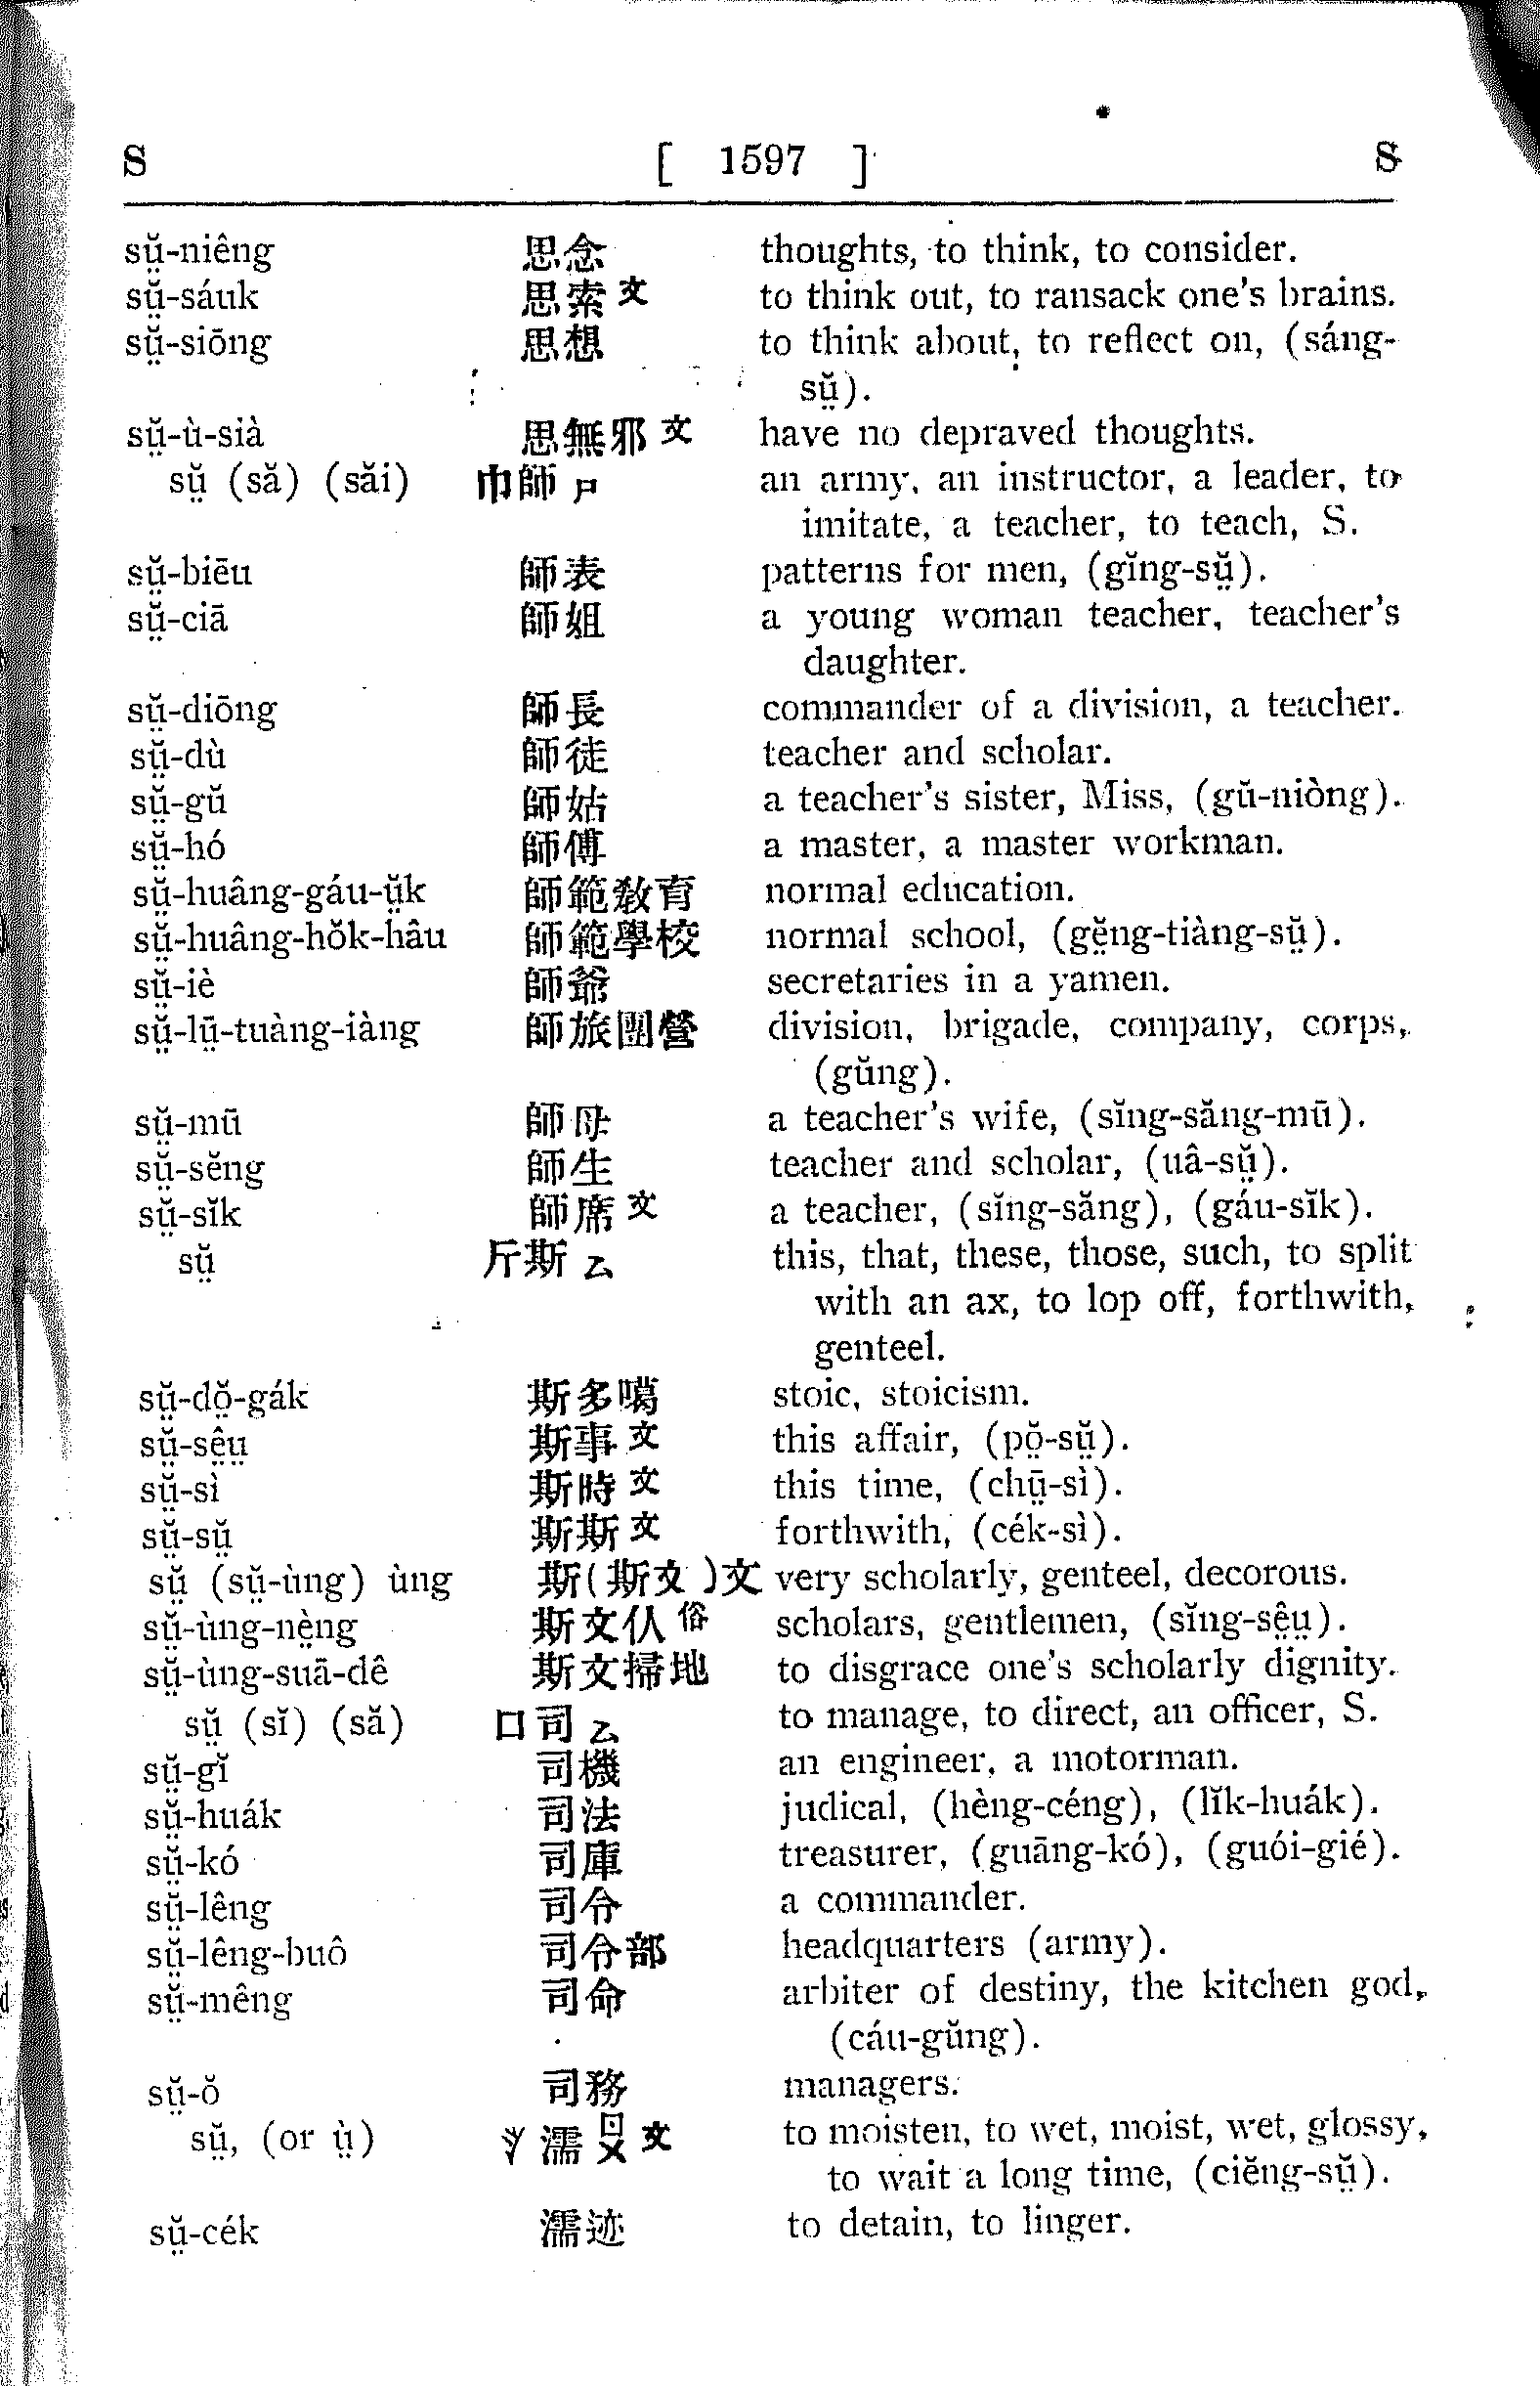 S [ 1597 ] S
sṳ̆-niêng 思念 thoughts, to think, to consider.
sṳ̆-sáuk 思索文 to think out, to ransack one's brains.
sṳ̆-siōng 思想 to think about, to reflect on, (sáng-
sṳ̆).
sṳ̆-ù-sià 思無邪文 have no depraved thoughts.
sṳ̆ (să) (săi) 巾師ㄕ an army, an instructor, a leader, to
imitate, a teacher, to teach, S.
sṳ̆-biēu 師表 patterns for men, (gĭng-sṳ̆).
sṳ̆-ciā 師姐 a young woman teacher, teacher's
daughter.
sṳ̆-diōng 師長 commander of a division, a teacher.
sṳ̆-dù 師徒 teacher and scholar.
sṳ̆-gŭ 師姑 a teacher's sister, Miss, (gŭ-niòng).
sṳ̆-hó 師傅 a master, a master workman.
sṳ̆-huâng-gáu-ṳ̆k 師範敎育 normal education.
sṳ̆-huâng-hŏk-hâu 師範學校 normal school, (gĕ̤ng-tiàng-sṳ̆).
sṳ̆-iè 師爺 secretaries in a yamen.
sṳ̆-lṳ̄-tuàng-iàng 師旅團營 division, brigade, company, corps,
(gŭng).
sṳ̆-mū 師母 a teacher's wife, (sĭng-săng-mū).
sṳ̆-sĕng 師生 teacher and scholar, (uâ-sṳ̆).
sṳ̆-sĭk 師席文 a teacher, (sĭng-săng), (gáu-sĭk).
sṳ̆ 斤斯ㄙ this, that, these, those, such, to split
with an ax, to lop off, forthwith,
genteel.
sṳ̆-dŏ̤-gák 斯多噶 stoic, stoicism.
sṳ̆-sê̤ṳ 斯事文 this affair, (pŏ̤-sṳ̆).
sṳ̆-sì 斯時文 this time, (chṳ̄-sì).
sṳ̆-sṳ̆ 斯斯文 forthwith, (cék-sì).
sṳ̆ (sṳ̆-ùng) ùng 斯(斯文)文 very scholarly, genteel, decorous.
sṳ̆-ùng-nè̤ng 斯文仈俗 scholars, gentlemen, (sĭng-sê̤ṳ).
sṳ̆-ùng-suā-dê 斯文掃地 to disgrace one's scholarly dignity.
sṳ̆ (sĭ) (să) 口司ㄙ to manage, to direct, an officer, S.
sṳ̆-gĭ 司機 an engineer, a motorman.
sṳ̆-huák 司法 judical, (hèng-céng), (lĭk-huák).
sṳ̆-kó 司庫 treasurer, (guāng-kó), (guói-gié).
sṳ̆-lêng 司令 a commander.
sṳ̆-lêng-buô 司令部 headquarters (army).
sṳ̆-mêng 司命 arbiter of destiny, the kitchen god,
(cáu-gŭng).
sṳ̆-ŏ 司務 managers.
sṳ̆, (or ṳ̀) 氵濡ㄖㄨ文 to moisten, to wet, moist, wet, glossy,
to wait a long time, (ciĕng-sṳ̆).
sṳ̆-cék 濡迹 to detain, to linger.